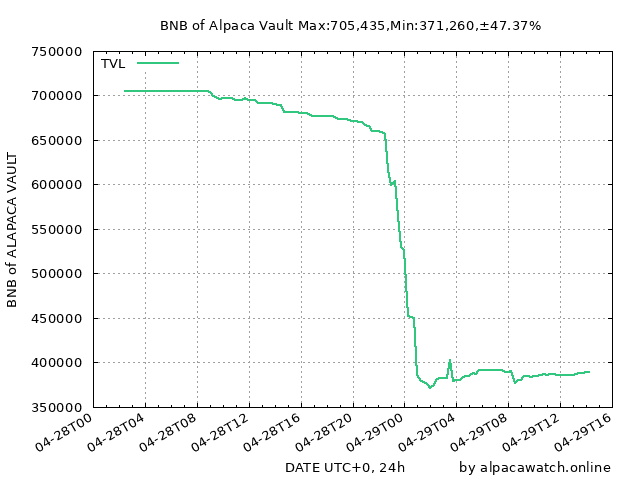 BNB of Alpaca Vault Max:705,435,Min:371,260,±47.37%
TVL
BNB of ALAPACA VAULT
750000
700000
650000
600000
550000
500000
450000
400000
350000
04-28T00
04-28T04
04-28T08
04-28T12
04-28T16
04-28T20
04-29T00
04-29T04
04-29T08
04-29T12
04-29T16
DATE UTC+0, 24h
by alpacawatch.online